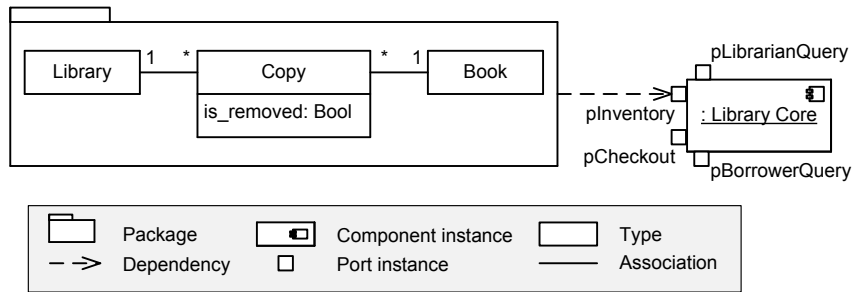 pLibrarianQuery
1 * * 1
Library Copy Book
is_removed: Bool
: Library Core
pInventory
pCheckout
pBorrowerQuery
Package Component instance Type
Dependency Port instance Association